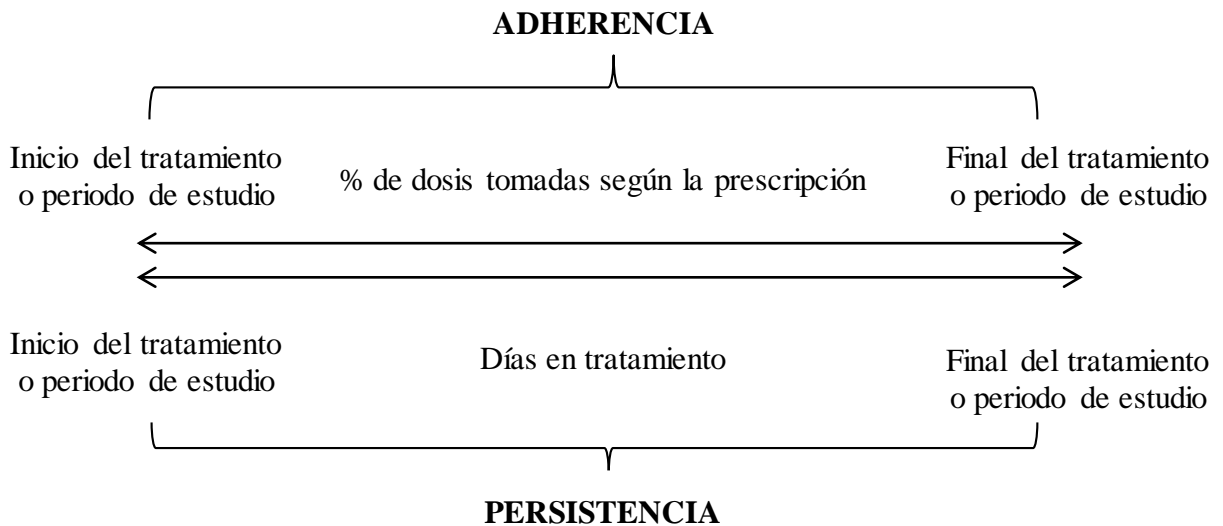 ADHERENCIA
Inicio del tratamiento
o periodo de estudio
% de dosis tomadas según la prescripción
Final del tratamiento
o periodo de estudio
Inicio del tratamiento
o periodo de estudio
Días en tratamiento
Final del tratamiento
o periodo de estudio
PERSISTENCIA